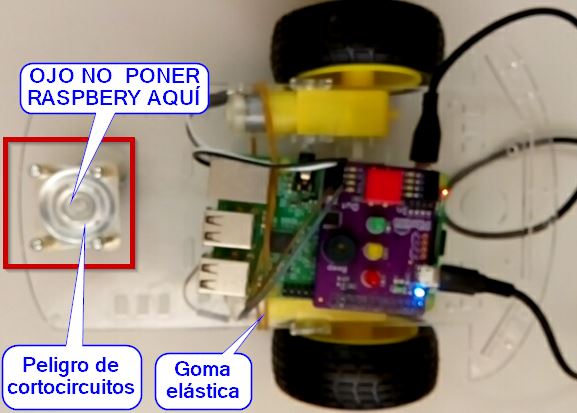 OJO NO PONER
RASPBERY AQUÍ
Peligro de
cortocircuitos
Goma
elástica